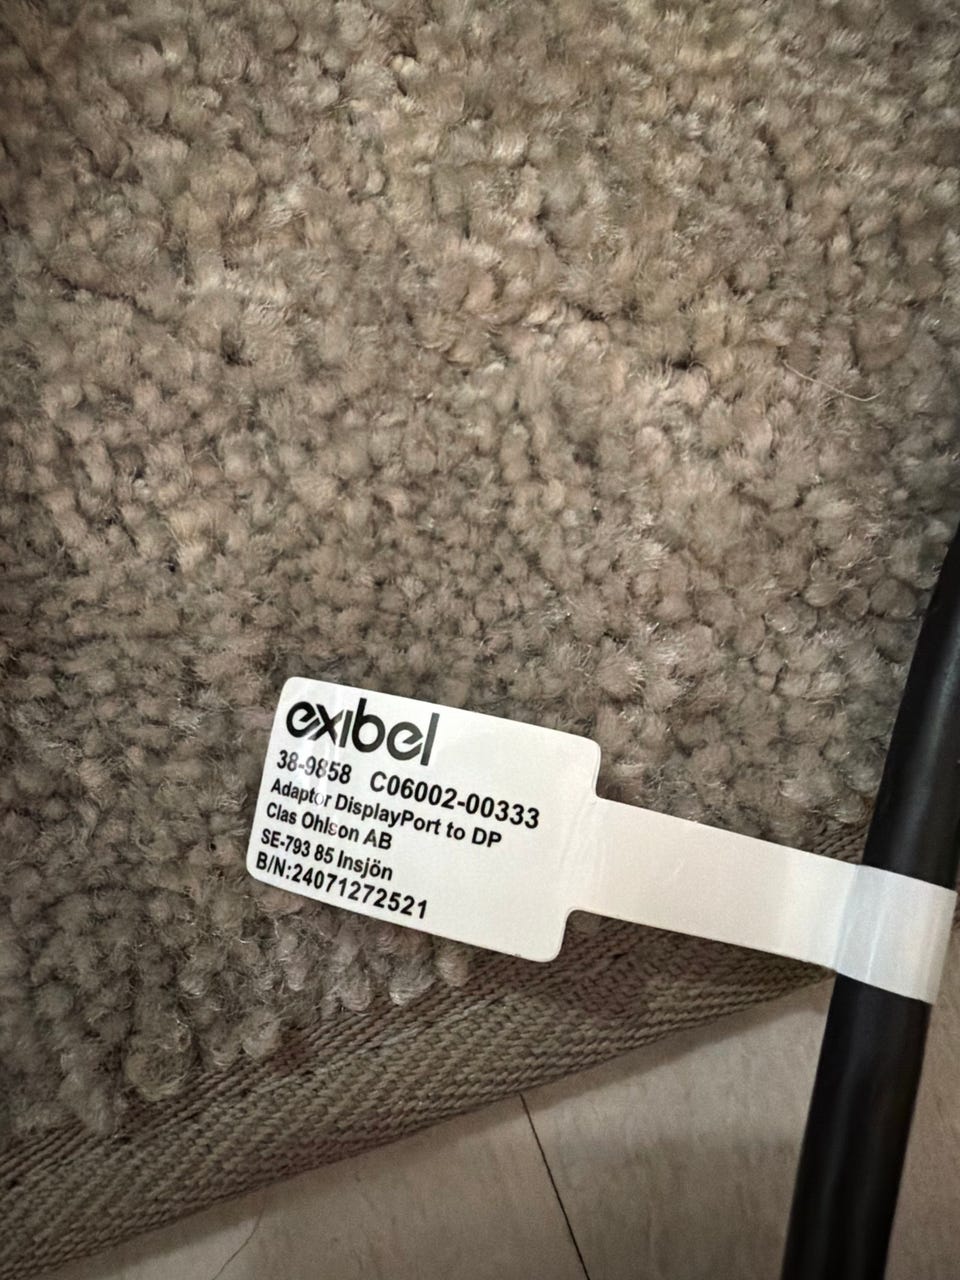 exibel
38-9858 C06002-00333
Adaptor DisplayPort to DP
Clas Ohlson AB
SE-793 85 Insjön
B/N:24071272521